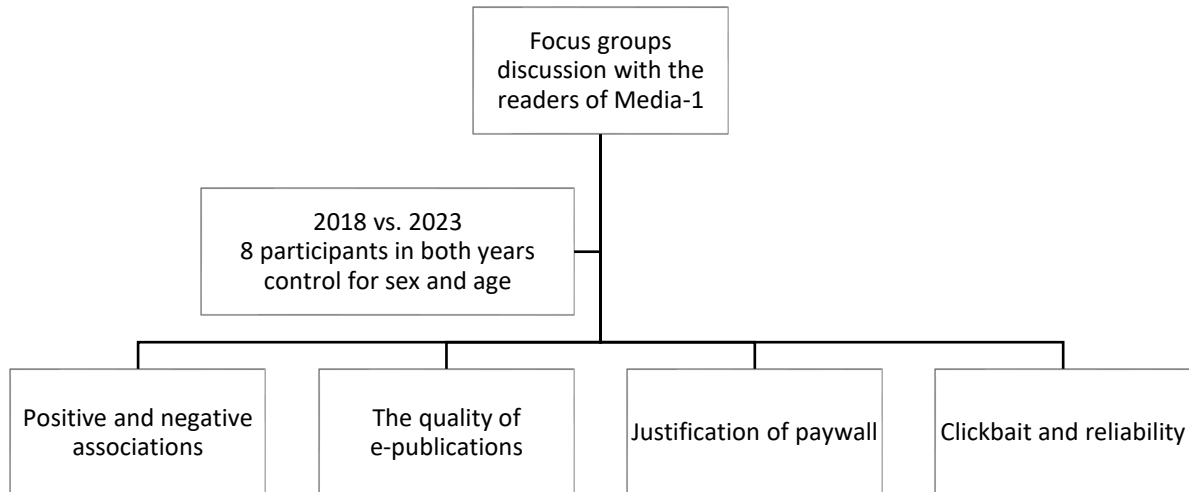 Focus groups
discussion with the
readers of Media-1
2018 vs. 2023
8 participants in both years
control for sex and age
Positive and negative
associations
The quality of
e-publications
Justification of paywall
Clickbait and reliability